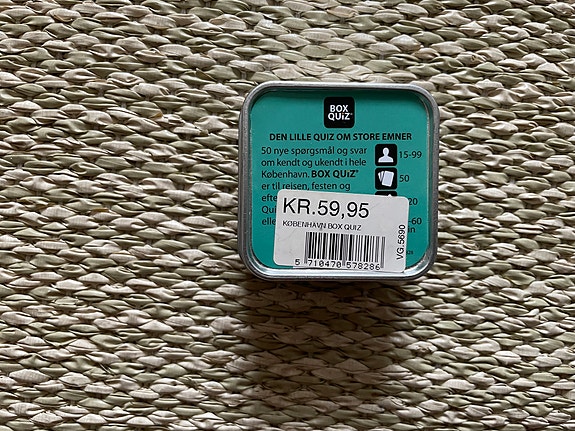 BOX
QUiZ®
DEN LILLE QUIZ OM STORE EMNER
50 nye spørgsmål og svar
om kendt og ukendt i hele
København. BOX QUiZ®
er til rejsen, festen og
15-99
50
20
-60
KR.59,95
KØBENHAVN BOX QUIZ
5 710470 578286
VG.5690